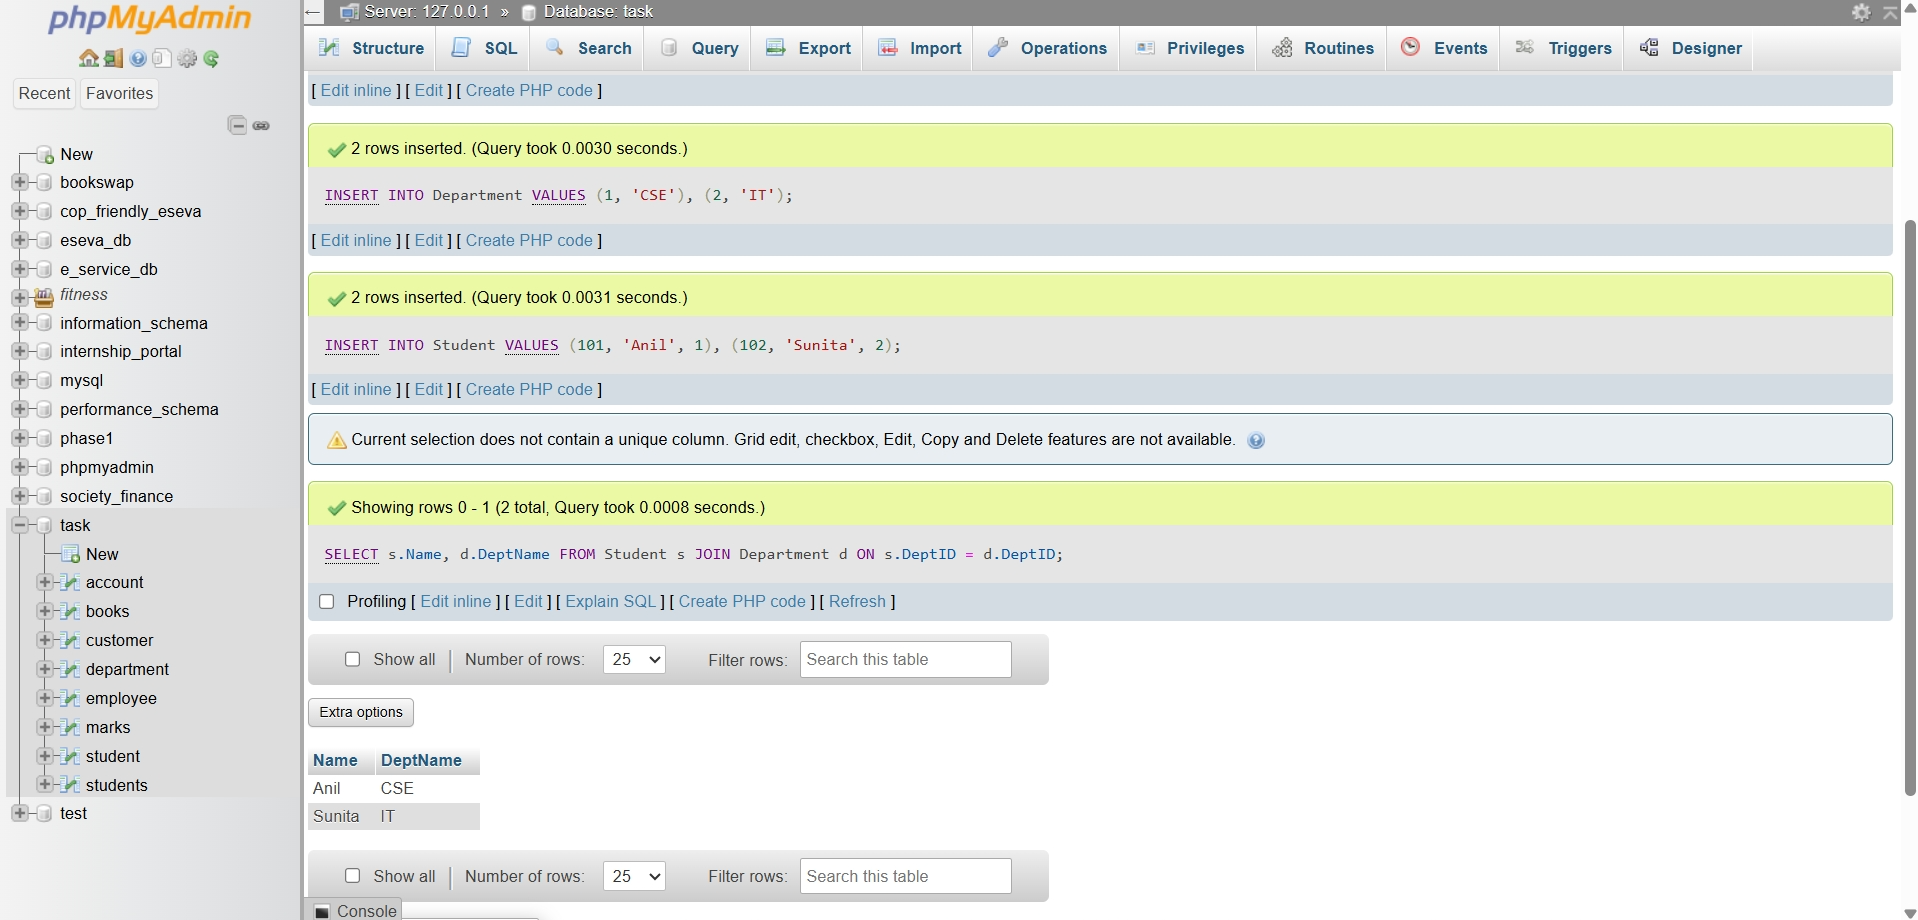 phpMyAdmin
Recent Favorites
New
bookswap
cop_friendly_eseva
eseva_db
e_service_db
fitness
information_schema
internship_portal
mysql
performance_schema
phase1
phpmyadmin
society_finance
task
New
account
books
customer
department
employee
marks
student
students
test
Server: 127.0.0.1 » Database: task
Structure SQL Search Query Export Import Operations Privileges Routines Events Triggers Designer
[ Edit inline ] [ Edit ] [ Create PHP code ]
2 rows inserted. (Query took 0.0030 seconds.)
INSERT INTO Department VALUES (1, 'CSE'), (2, 'IT');
[ Edit inline ] [ Edit ] [ Create PHP code ]
2 rows inserted. (Query took 0.0031 seconds.)
INSERT INTO Student VALUES (101, 'Anil', 1), (102, 'Sunita', 2);
[ Edit inline ] [ Edit ] [ Create PHP code ]
Current selection does not contain a unique column. Grid edit, checkbox, Edit, Copy and Delete features are not available.
Showing rows 0 - 1 (2 total, Query took 0.0008 seconds.)
SELECT s.Name, d.DeptName FROM Student s JOIN Department d ON s.DeptID = d.DeptID;
Profiling [ Edit inline ] [ Edit ] [ Explain SQL ] [ Create PHP code ] [ Refresh ]
Show all | Number of rows: 25 Filter rows: Search this table
Extra options
Name DeptName
Anil CSE
Sunita IT
Show all | Number of rows: 25 Filter rows: Search this table
Console